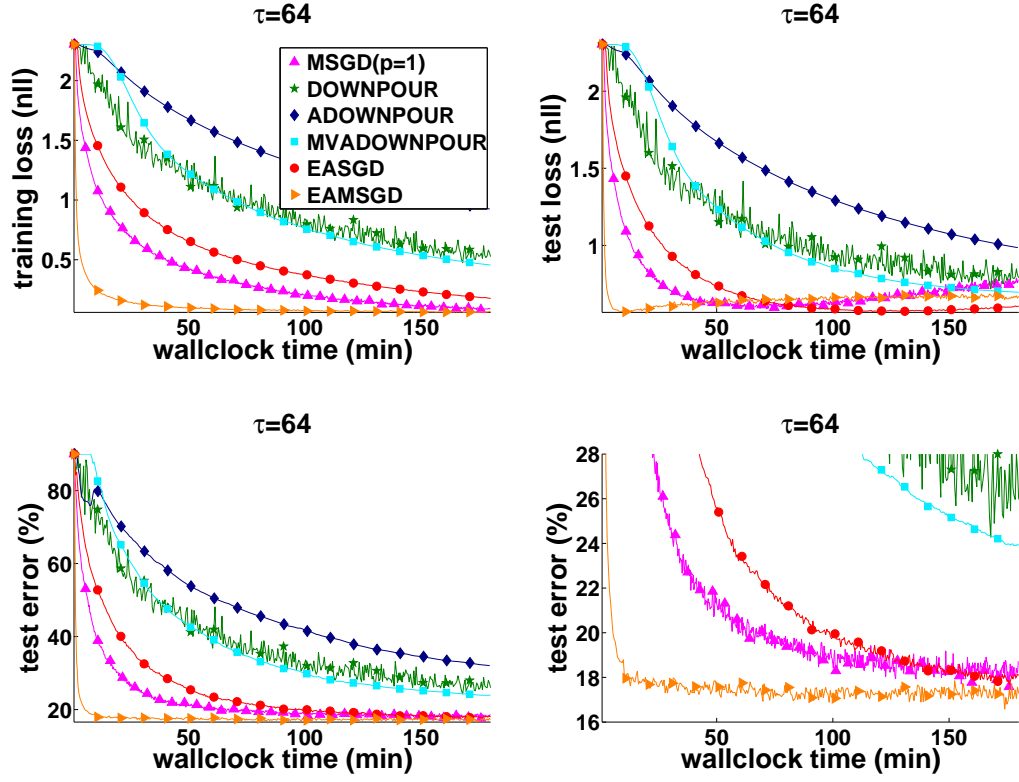 τ=64
training loss (nll)
2
1.5
1
0.5
50
100
150
wallclock time (min)
MSGD(p=1)
DOWNPOUR
ADOWNPOUR
MVADOWNPOUR
EASGD
EAMSGD
τ=64
test loss (nll)
2
1.5
1
50
100
150
wallclock time (min)
τ=64
test error (%)
80
60
40
20
50
100
150
wallclock time (min)
τ=64
test error (%)
28
26
24
22
20
18
16
50
100
150
wallclock time (min)